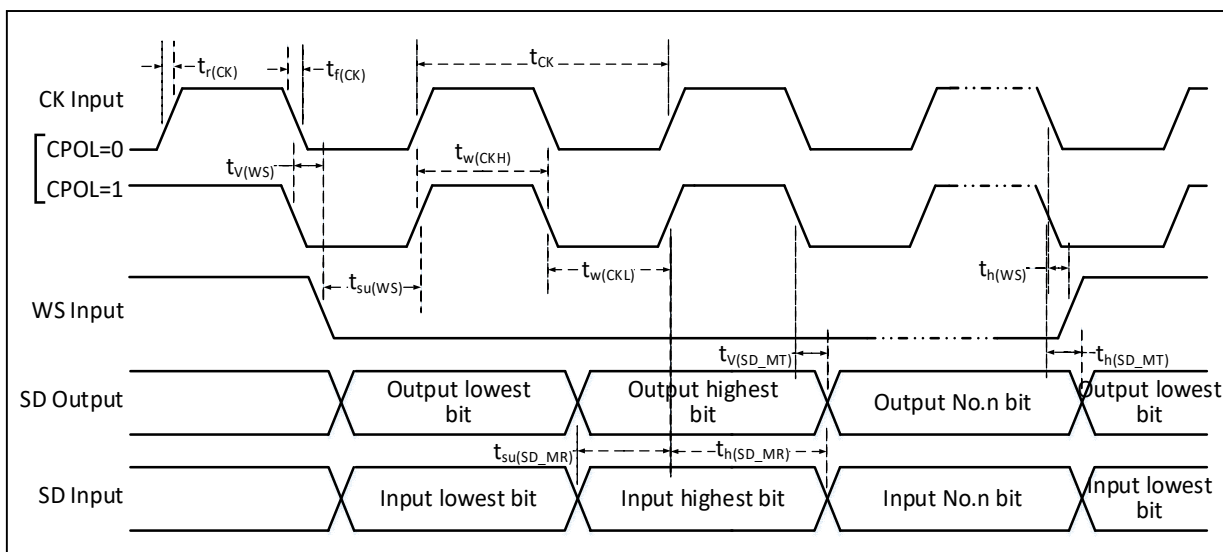 tr(CK)
tf(CK)
tCK
CK Input
CPOL=0
tV(WS)
tw(CKH)
CPOL=1
tw(CKL)
th(WS)
tsu(WS)
WS Input
tV(SD_MT)
th(SD_MT)
SD Output
Output lowest
bit
Output highest
bit
Output No.n bit
Output lowest
bit
tsu(SD_MR)
th(SD_MR)
SD Input
Input lowest bit
Input highest bit
Input No.n bit
Input lowest
bit